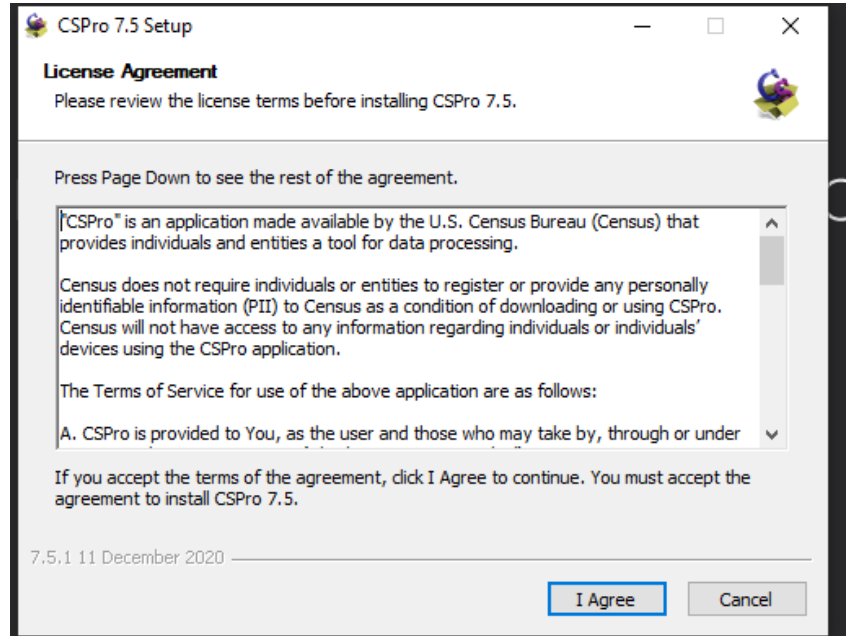 CSPro 7.5 Setup
License Agreement
Please review the license terms before installing CSPro 7.5.
Press Page Down to see the rest of the agreement.
"CSPro" is an application made available by the U.S. Census Bureau (Census) that
provides individuals and entities a tool for data processing.
Census does not require individuals or entities to register or provide any personally
identifiable information (PII) to Census as a condition of downloading or using CSPro.
Census will not have access to any information regarding individuals or individuals’
devices using the CSPro application.
The Terms of Service for use of the above application are as follows:
A. CSPro is provided to You, as the user and those who may take by, through or under
If you accept the terms of the agreement, click I Agree to continue. You must accept the
agreement to install CSPro 7.5.
7.5.1 11 December 2020
I Agree
Cancel